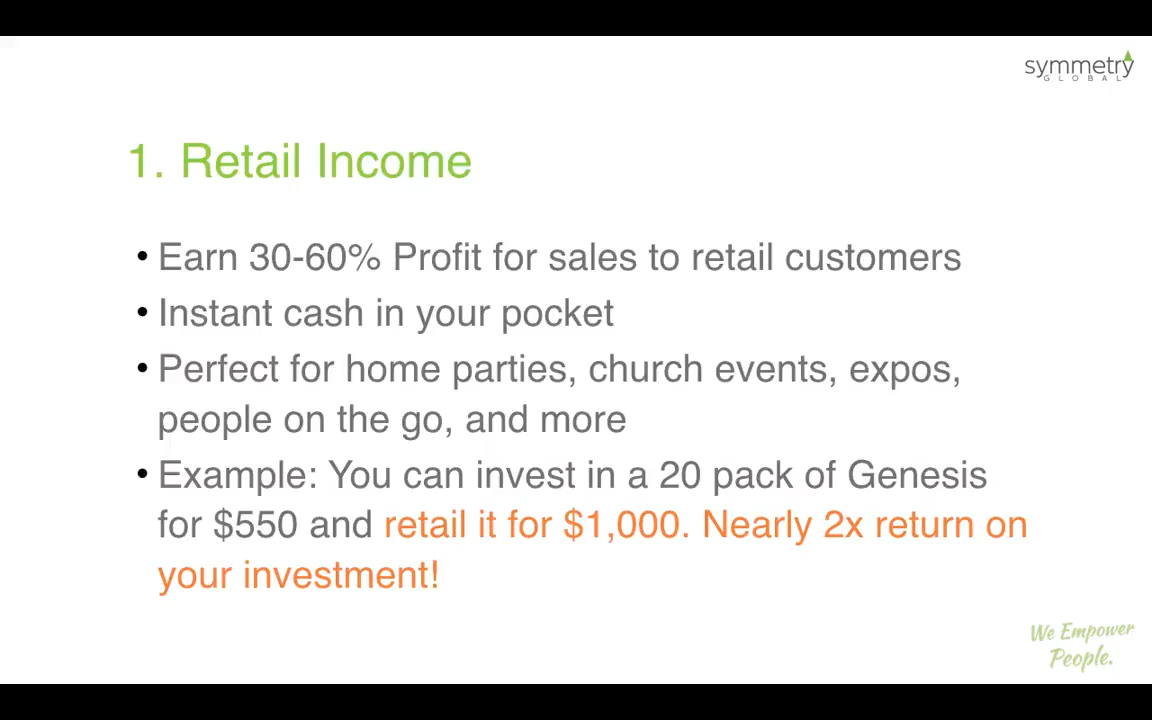 symmetry
GLOBAL
1. Retail Income
• Earn 30-60% Profit for sales to retail customers
• Instant cash in your pocket
• Perfect for home parties, church events, expos,
people on the go, and more
• Example: You can invest in a 20 pack of Genesis
for $550 and retail it for $1,000. Nearly 2x return on
your investment!
We Empower
People.